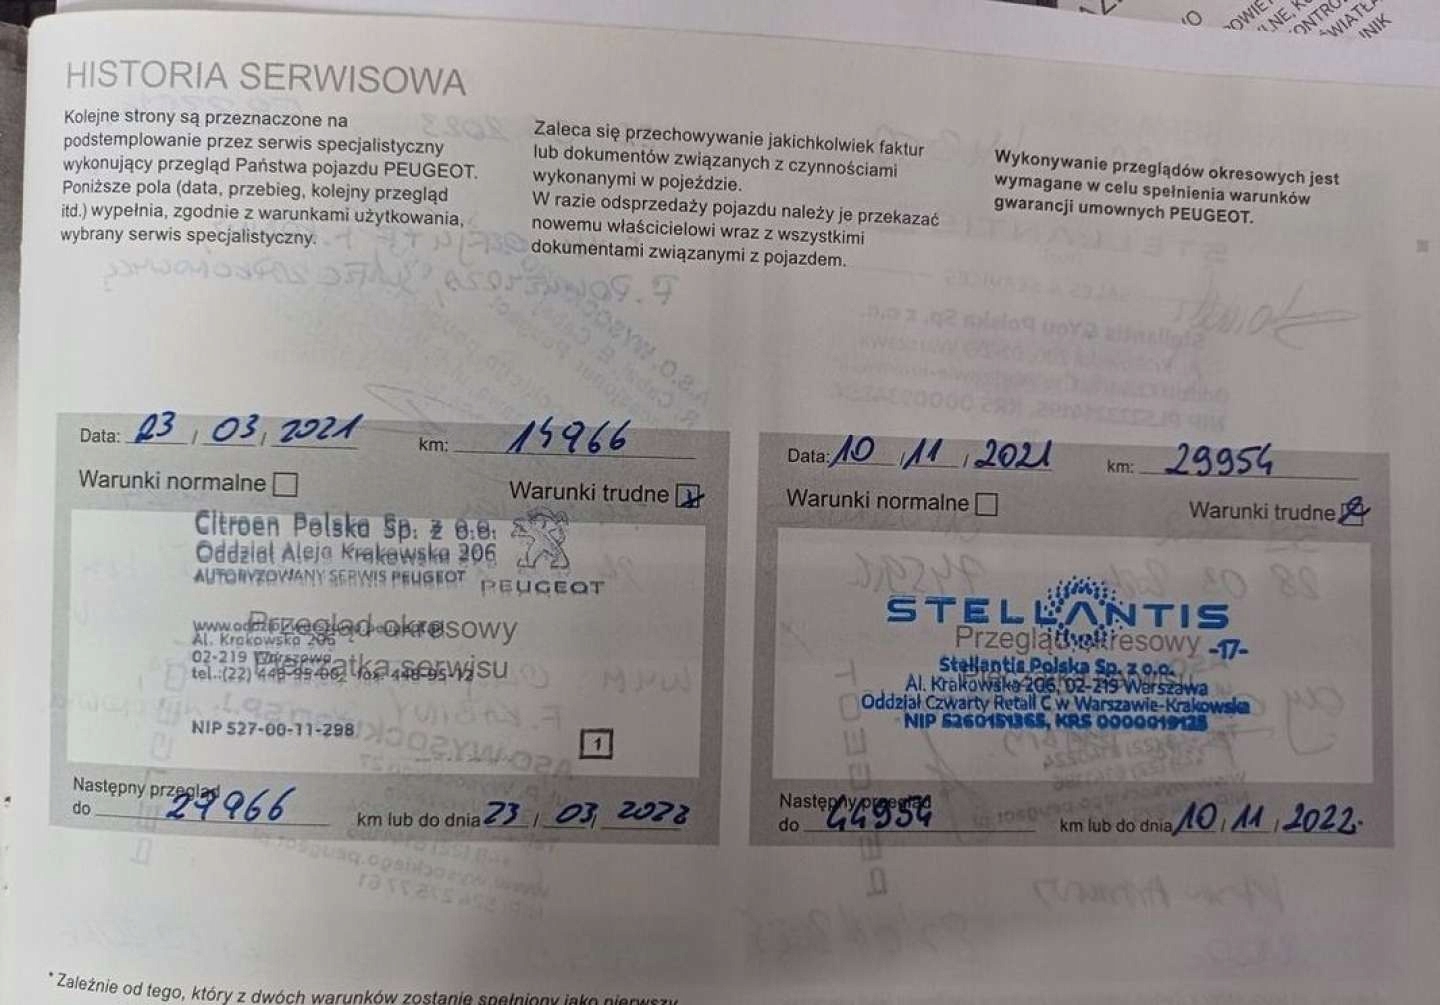 HISTORIA SERWISOWA
Kolejne strony są przeznaczone na
podstemplowanie przez serwis specjalistyczny
wykonujący przegląd Państwa pojazdu PEUGEOT.
Poniższe pola (data, przebieg, kolejny przegląd
itd.) wypełnia, zgodnie z warunkami użytkowania,
wybrany serwis specjalistyczny.
Zaleca się przechowywanie jakichkolwiek faktur
lub dokumentów związanych z czynnościami
wykonanymi w pojeździe.
W razie odsprzedaży pojazdu należy je przekazać
nowemu właścicielowi wraz z wszystkimi
dokumentami związanymi z pojazdem.
Wykonywanie przeglądów okresowych jest
wymagane w celu spełnienia warunków
gwarancji umownych PEUGEOT.
Data: 23 / 03 / 2021 km: 14966
Warunki normalne Warunki trudne
Citroën Polska Sp. z o.o.
Oddział Aleja Krakowska 206
AUTORYZOWANY SERWIS PEUGEOT
PEUGEOT
Przegląd okresowy
Al. Krakowska 206
02-219 Warszawa
Pieczątka serwisu
tel.:(22)
NIP 527-00-11-298
1
Następny przegląd
do 29966 km lub do dnia 23 / 03 / 2022
Data: 10 / 11 / 2021 km: 29954
Warunki normalne Warunki trudne
STELLANTIS
Przegląd okresowy -17-
Stellantis Polska Sp. z o.o.
Al. Krakowska 206, 02-219 Warszawa
Oddział Czwarty Retail C w Warszawie-Krakowska
NIP 5260151365, KRS 0000019125
Następny przegląd
do 44954 km lub do dnia 10 / 11 / 2022.
* Zależnie od tego, który z dwóch warunków zostanie spełniony jako pierwszy